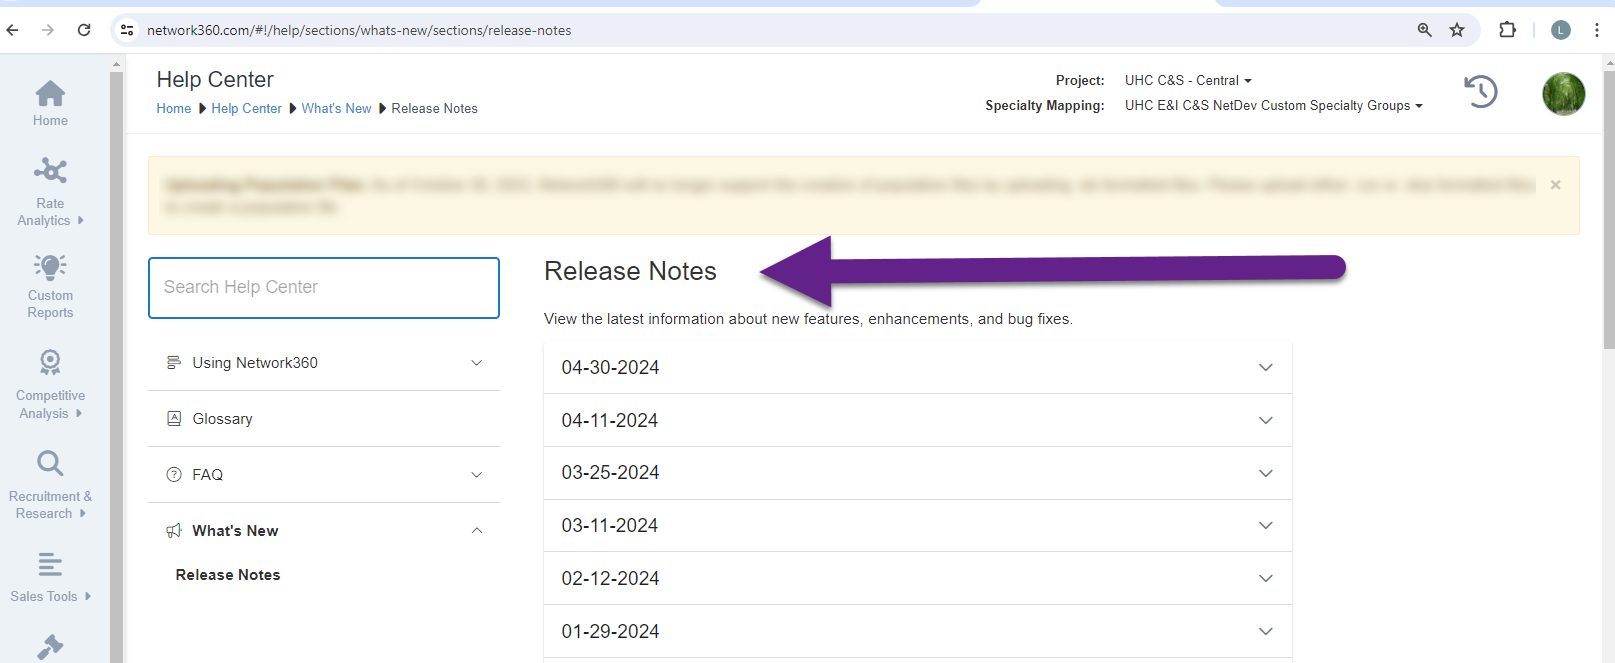 network360.com/#!/help/sections/whats-new/sections/release-notes
L
Help Center
Home Help Center What's New Release Notes
Project: UHC C&S - Central
Specialty Mapping: UHC E&I C&S NetDev Custom Specialty Groups
Home
Rate
Analytics
Custom
Reports
Competitive
Analysis
Recruitment &
Research
Sales Tools
Search Help Center
Using Network360
Glossary
FAQ
What's New
Release Notes
Release Notes
View the latest information about new features, enhancements, and bug fixes.
04-30-2024
04-11-2024
03-25-2024
03-11-2024
02-12-2024
01-29-2024